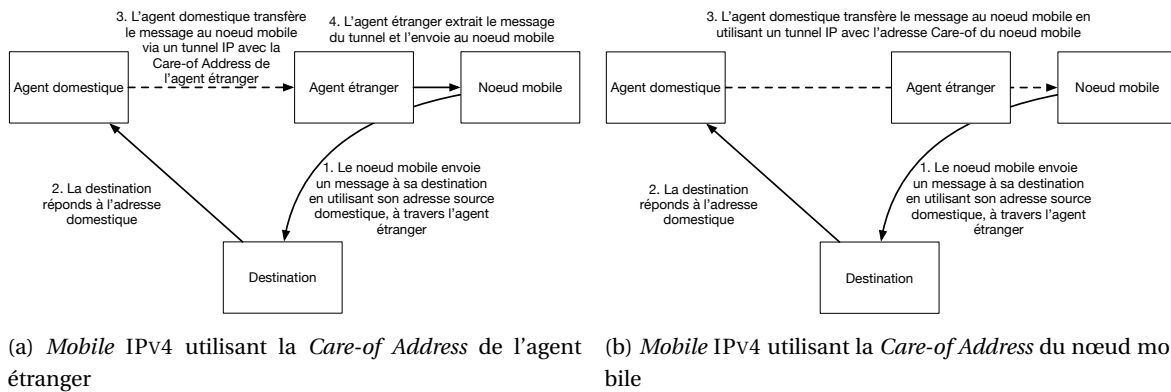 3. L'agent domestique transfère
le message au noeud mobile
via un tunnel IP avec la
Care-of Address de
l'agent étranger
4. L'agent étranger extrait le message
du tunnel et l'envoie au noeud mobile
Agent domestique
Agent étranger
Noeud mobile
2. La destination
réponds à l'adresse
domestique
1. Le noeud mobile envoie
un message à sa destination
en utilisant son adresse source
domestique, à travers l'agent
étranger
Destination
(a) Mobile IPv4 utilisant la Care-of Address de l'agent
étranger
3. L'agent domestique transfère le message au noeud mobile en
utilisant un tunnel IP avec l'adresse Care-of du noeud mobile
Agent domestique
Agent étranger
Noeud mobile
2. La destination
réponds à l'adresse
domestique
1. Le noeud mobile envoie
un message à sa destination
en utilisant son adresse source
domestique, à travers l'agent
étranger
Destination
(b) Mobile IPv4 utilisant la Care-of Address du nœud mo
bile